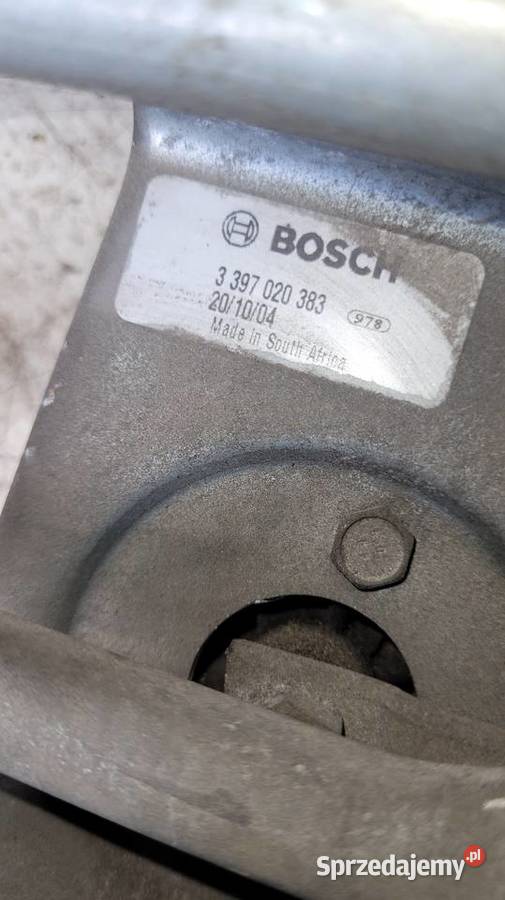 BOSCH
3 397 020 383
20/10/04 978
Made in South Africa
Sprzedajemy.pl